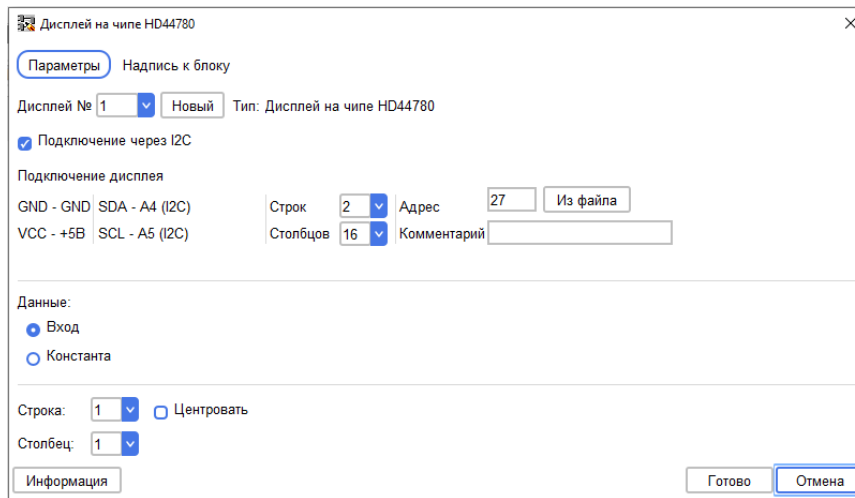 Дисплей на чипе HD44780
Параметры Надпись к блоку
Дисплей № 1 Новый Тип: Дисплей на чипе HD44780
Подключение через I2C
Подключение дисплея
GND - GND SDA - A4 (I2C) Строк 2 Адрес 27 Из файла
VCC - +5В SCL - A5 (I2C) Столбцов 16 Комментарий
Данные:
Вход
Константа
Строка: 1 Центровать
Столбец: 1
Информация Готово Отмена